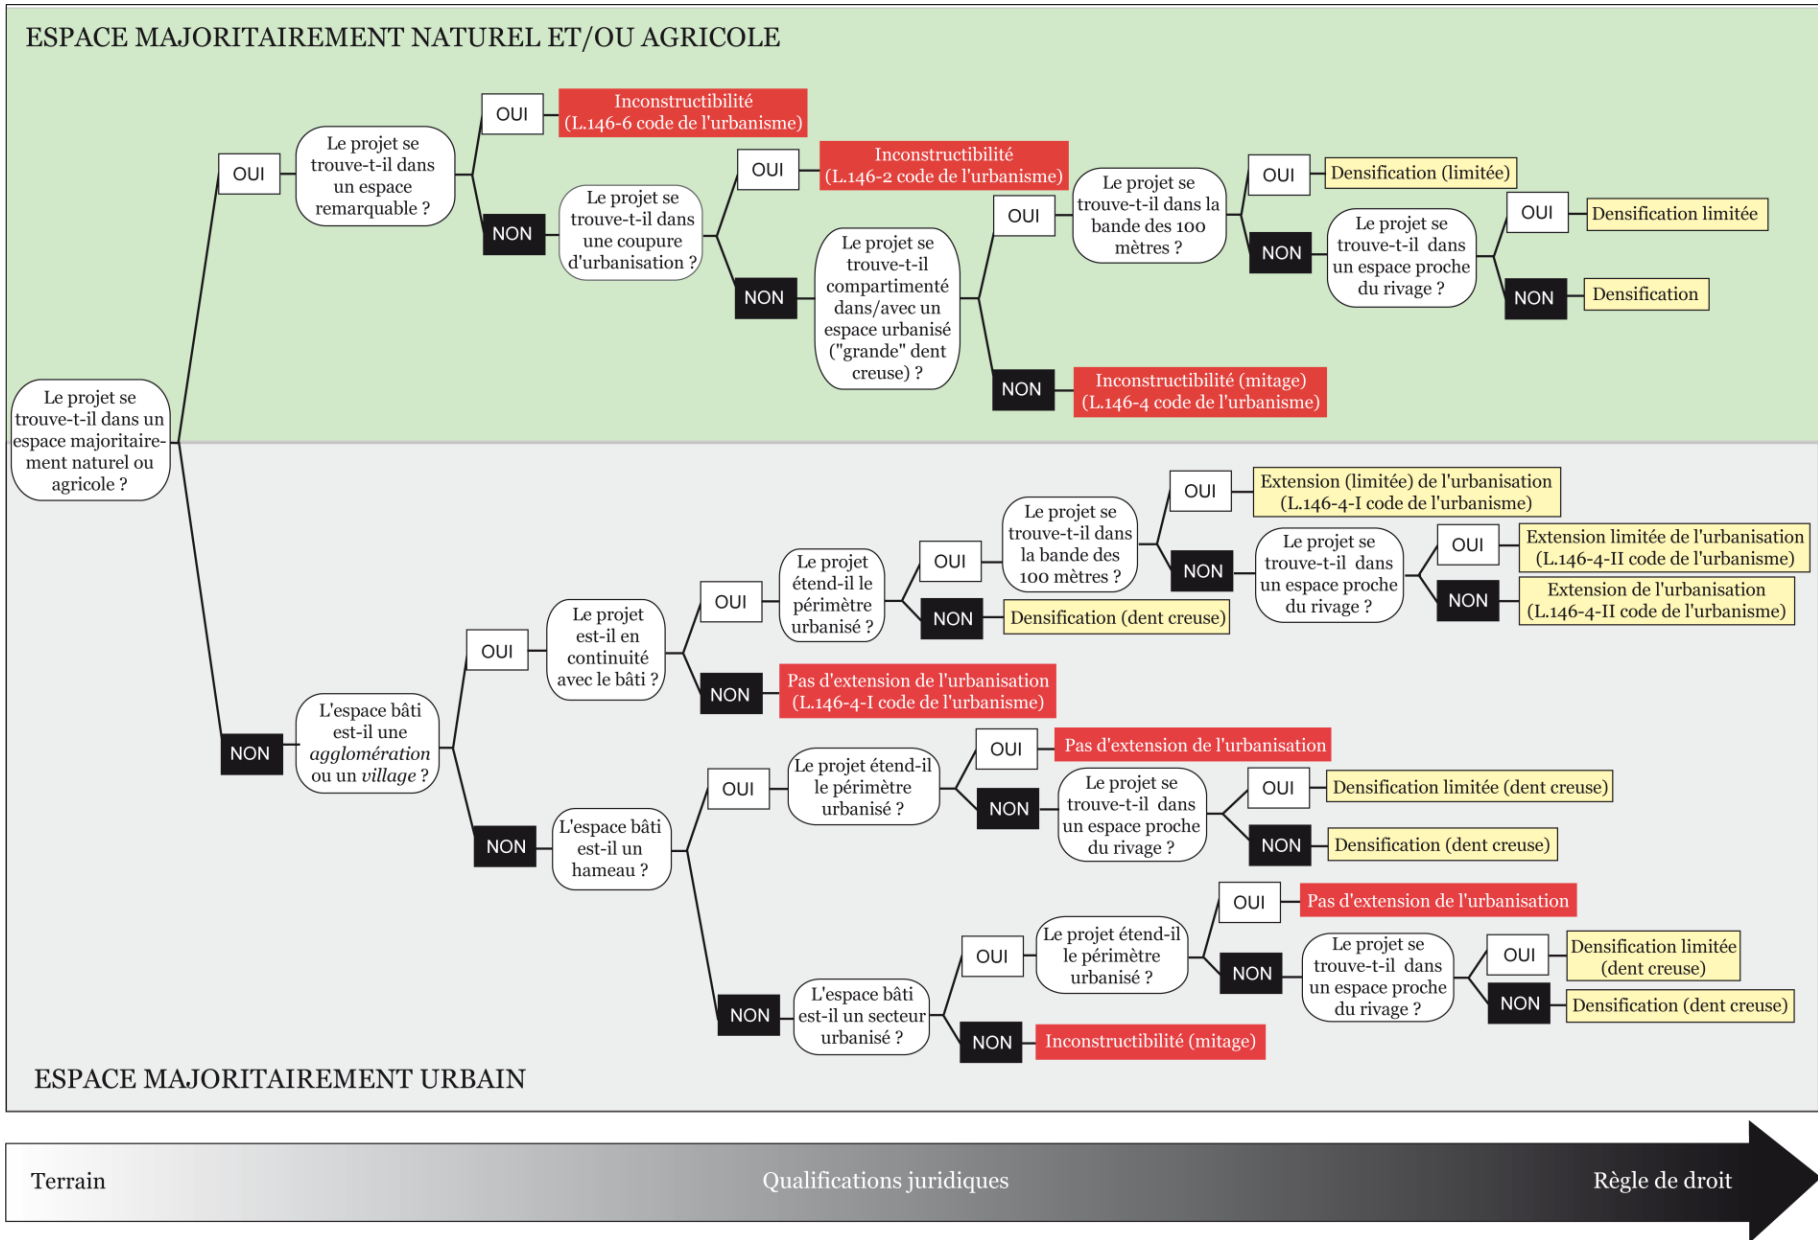 ESPACE MAJORITAIREMENT NATUREL ET/OU AGRICOLE
Le projet se
trouve-t-il dans un
espace majoritaire-
ment naturel ou
agricole ?
OUI
Le projet se
trouve-t-il dans
un espace
remarquable ?
OUI
Inconstructibilité
(L.146-6 code de l'urbanisme)
NON
Le projet se
trouve-t-il dans
une coupure
d'urbanisation ?
OUI
Inconstructibilité
(L.146-2 code de l'urbanisme)
NON
Le projet se
trouve-t-il
compartimenté
dans/avec un
espace urbanisé
("grande" dent
creuse) ?
OUI
Le projet se
trouve-t-il dans la
bande des 100
mètres ?
OUI
Densification (limitée)
NON
Le projet se
trouve-t-il dans
un espace proche
du rivage ?
OUI
Densification limitée
NON
Densification
NON
Inconstructibilité (mitage)
(L.146-4 code de l'urbanisme)
NON
L'espace bâti
est-il une
agglomération
ou un village ?
OUI
Le projet
est-il en
continuité
avec le bâti ?
OUI
Le projet
étend-il le
périmètre
urbanisé ?
OUI
Le projet se
trouve-t-il dans
la bande des
100 mètres ?
OUI
Extension (limitée) de l'urbanisation
(L.146-4-I code de l'urbanisme)
NON
Le projet se
trouve-t-il dans
un espace proche
du rivage ?
OUI
Extension limitée de l'urbanisation
(L.146-4-II code de l'urbanisme)
NON
Extension de l'urbanisation
(L.146-4-II code de l'urbanisme)
NON
Densification (dent creuse)
NON
Pas d'extension de l'urbanisation
(L.146-4-I code de l'urbanisme)
NON
L'espace bâti
est-il un
hameau ?
OUI
Le projet étend-il
le périmètre
urbanisé ?
OUI
Pas d'extension de l'urbanisation
NON
Le projet se
trouve-t-il dans
un espace proche
du rivage ?
OUI
Densification limitée (dent creuse)
NON
Densification (dent creuse)
NON
L'espace bâti
est-il un secteur
urbanisé ?
OUI
Le projet étend-il
le périmètre
urbanisé ?
OUI
Pas d'extension de l'urbanisation
NON
Le projet se
trouve-t-il dans
un espace proche
du rivage ?
OUI
Densification limitée
(dent creuse)
NON
Densification (dent creuse)
NON
Inconstructibilité (mitage)
ESPACE MAJORITAIREMENT URBAIN
Terrain
Qualifications juridiques
Règle de droit